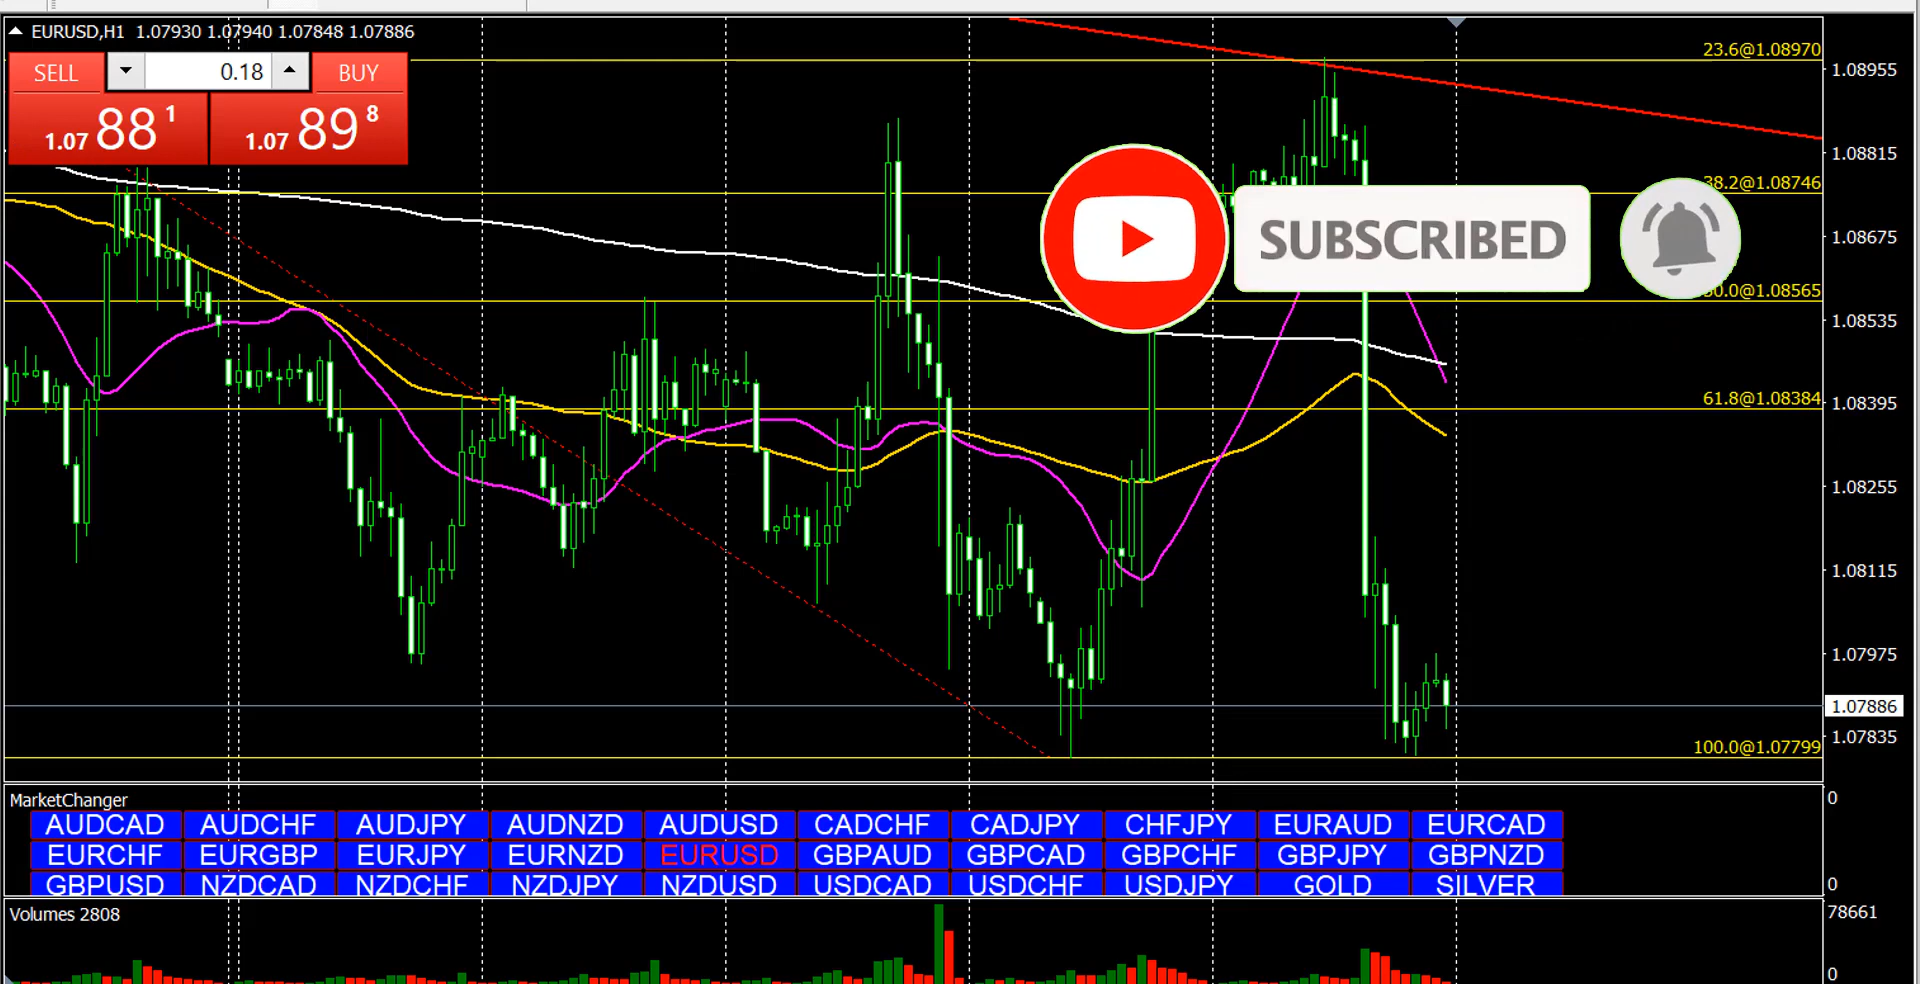 EURUSD,H1 1.07930 1.07940 1.07848 1.07886
SELL 0.18 BUY
1.07 88 1 1.07 89 8
23.6@1.08970
1.08955
1.08815
38.2@1.08746
SUBSCRIBED
1.08675
50.0@1.08565
1.08535
61.8@1.08384
1.08395
1.08255
1.08115
1.07975
1.07886
1.07835
100.0@1.07799
MarketChanger
0
AUDCAD AUDCHF AUDJPY AUDNZD AUDUSD CADCHF CADJPY CHFJPY EURAUD EURCAD
EURCHF EURGBP EURJPY EURNZD EURUSD GBPAUD GBPCAD GBPCHF GBPJPY GBPNZD
GBPUSD NZDCAD NZDCHF NZDJPY NZDUSD USDCAD USDCHF USDJPY GOLD SILVER
0
Volumes 2808
78661
0